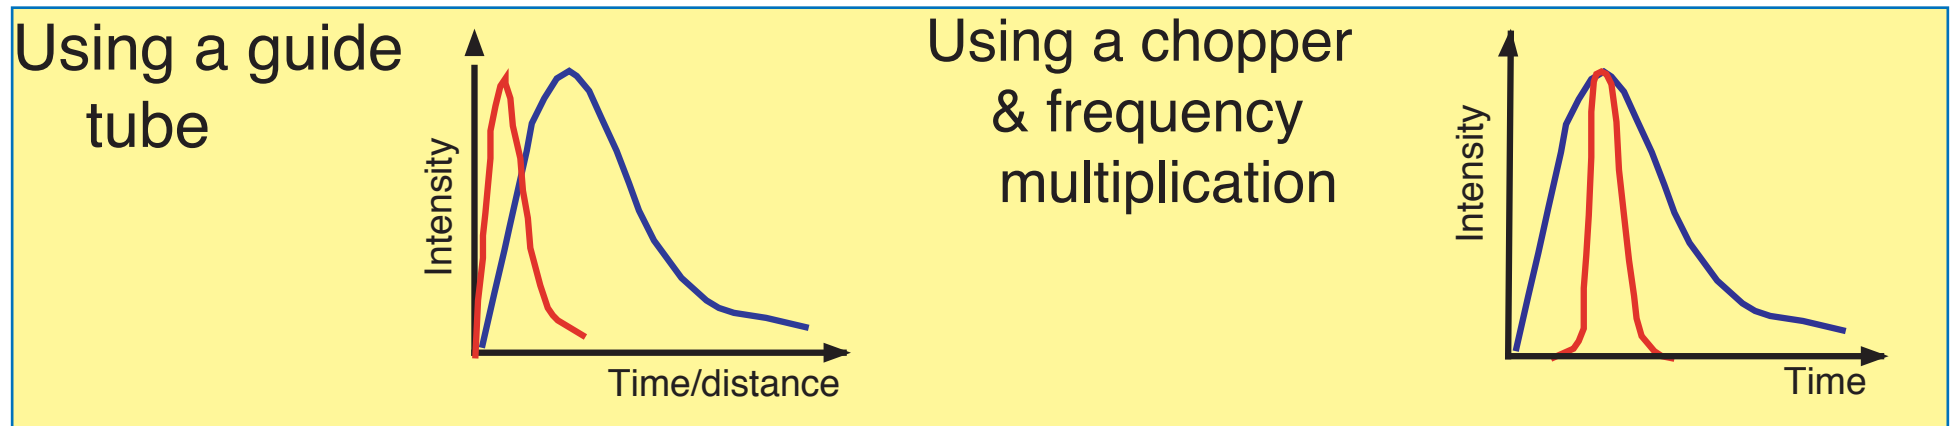 Using a guide
tube
Intensity
Time/distance
Using a chopper
& frequency
multiplication
Intensity
Time